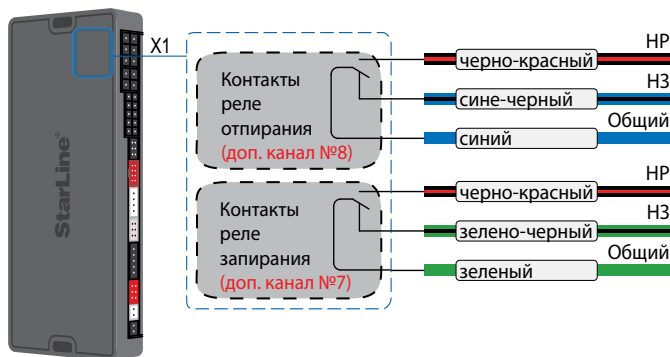 X1
StarLine®
Контакты
реле
отпирания
(доп. канал №8)
черно-красный
НР
сине-черный
НЗ
синий
Общий
Контакты
реле
запирания
(доп. канал №7)
черно-красный
НР
зелено-черный
НЗ
зеленый
Общий